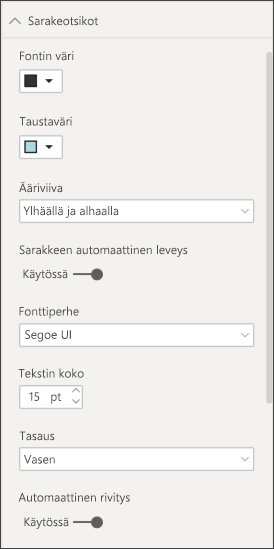 Sarakeotsikot
Fontin väri
Taustaväri
Ääriviiva
Ylhäällä ja alhaalla
Sarakkeen automaattinen leveys
Käytössä
Fonttiperhe
Segoe UI
Tekstin koko
15 pt
Tasaus
Vasen
Automaattinen rivitys
Käytössä